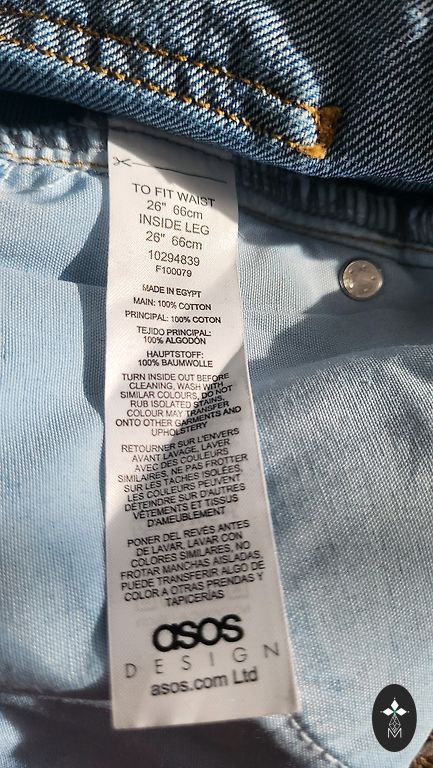 TO FIT WAIST
26" 66cm
INSIDE LEG
26" 66cm
10294839
F100079
MADE IN EGYPT
MAIN: 100% COTTON
PRINCIPAL: 100% COTON
TEJIDO PRINCIPAL:
100% ALGODÓN
HAUPTSTOFF:
100% BAUMWOLLE
TURN INSIDE OUT BEFORE
CLEANING, WASH WITH
SIMILAR COLOURS, DO NOT
RUB ISOLATED STAINS,
COLOUR MAY TRANSFER
ONTO OTHER GARMENTS AND
UPHOLSTERY
RETOURNER SUR L'ENVERS
AVANT LAVAGE, LAVER
AVEC DES COULEURS
SIMILAIRES, NE PAS FROTTER
SUR LES TACHES ISOLÉES,
LES COULEURS PEUVENT
DÉTEINDRE SUR D'AUTRES
VÊTEMENTS ET TISSUS
D'AMEUBLEMENT
PONER DEL REVÉS ANTES
DE LAVAR, LAVAR CON
COLORES SIMILARES, NO
FROTAR MANCHAS AISLADAS,
PUEDE TRANSFERIR ALGO DE
COLOR A OTRAS PRENDAS Y
TAPICERÍAS
asos
DESIGN
asos.com Ltd
M